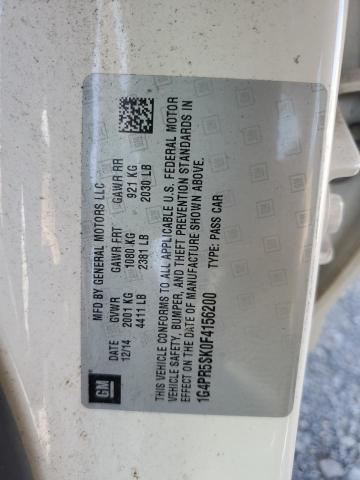 GM
MFD BY GENERAL MOTORS LLC
DATE GVWR GAWR FRT GAWR RR
12/14 2001 KG 1080 KG 921 KG
4411 LB 2381 LB 2030 LB
THIS VEHICLE CONFORMS TO ALL APPLICABLE U.S. FEDERAL MOTOR
VEHICLE SAFETY, BUMPER, AND THEFT PREVENTION STANDARDS IN
EFFECT ON THE DATE OF MANUFACTURE SHOWN ABOVE.
1G4PR5SK0F4156200 TYPE: PASS CAR